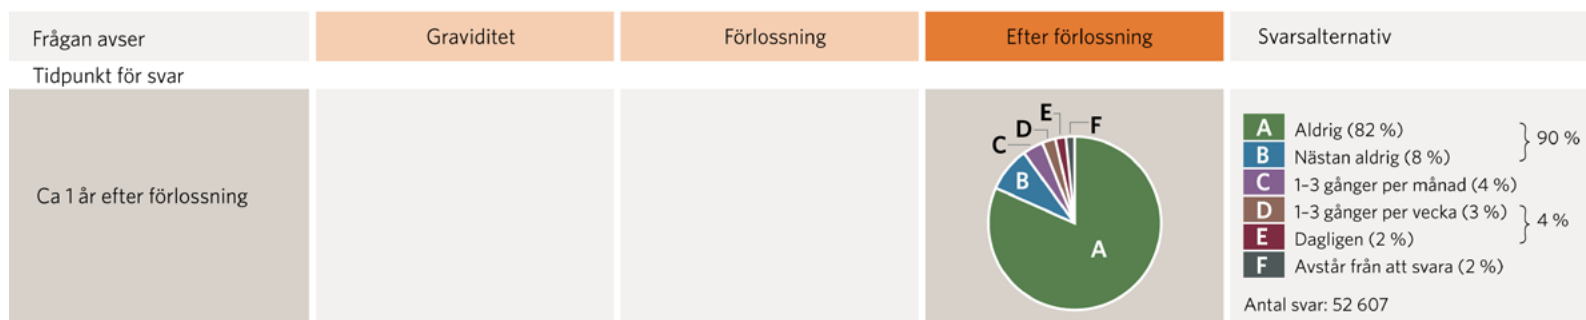 Frågan avser
Graviditet
Förlossning
Efter förlossning
Svarsalternativ
Tidpunkt för svar
Ca 1 år efter förlossning
A
B
C
D
E
F
A Aldrig (82 %)
B Nästan aldrig (8 %)
90 %
C 1–3 gånger per månad (4 %)
D 1–3 gånger per vecka (3 %)
E Dagligen (2 %)
4 %
F Avstår från att svara (2 %)
Antal svar: 52 607